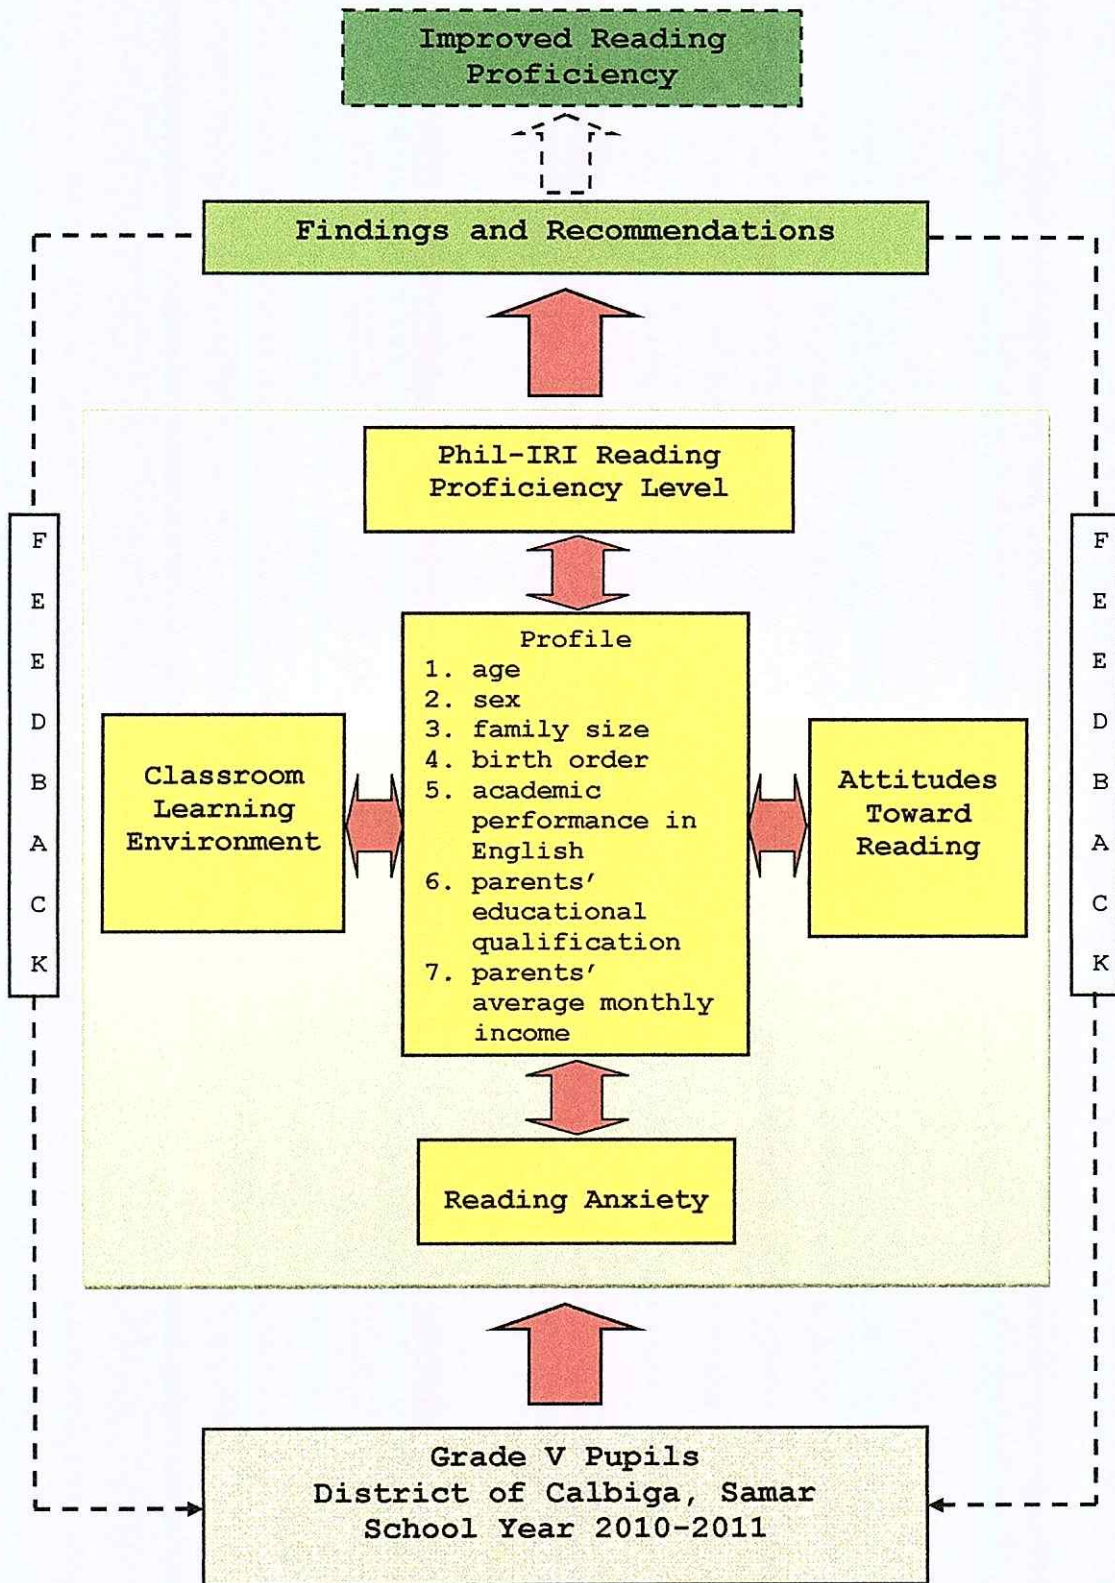 Improved Reading
Proficiency
Findings and Recommendations
Phil-IRI Reading
Proficiency Level
F
E
E
D
B
A
C
K
Classroom
Learning
Environment
Profile
1. age
2. sex
3. family size
4. birth order
5. academic
performance in
English
6. parents'
educational
qualification
7. parents'
average monthly
income
Attitudes
Toward
Reading
F
E
E
D
B
A
C
K
Reading Anxiety
Grade V Pupils
District of Calbiga, Samar
School Year 2010-2011